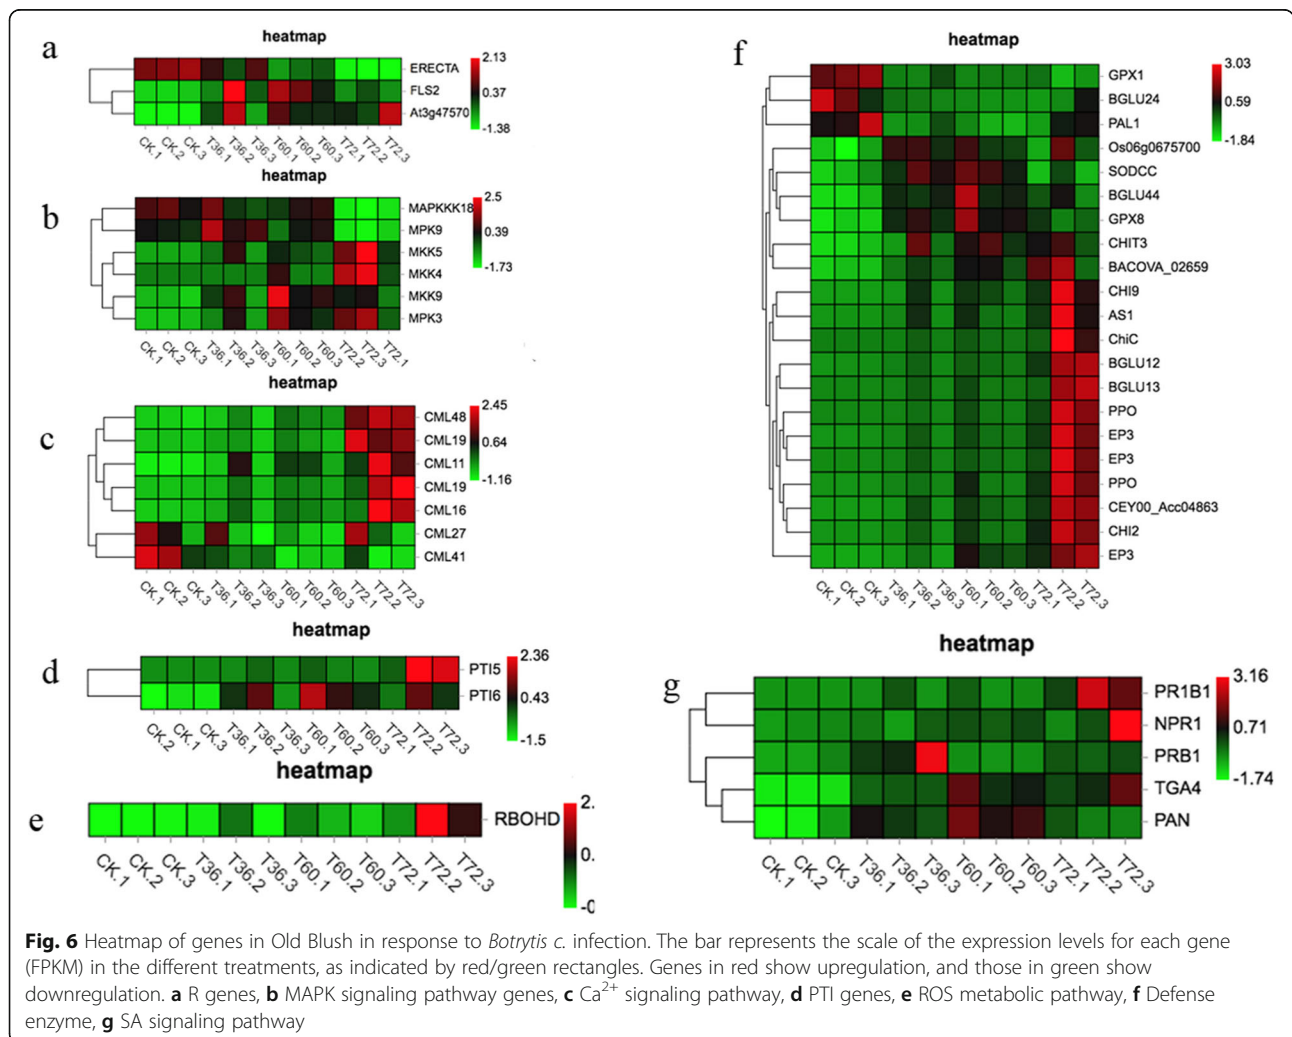 a
heatmap
2.13
0.37
-1.38
ERECTA
FLS2
At3g47570
CK.1 CK.2 CK.3 T36.1 T36.2 T36.3 T60.1 T60.2 T60.3 T72.1 T72.2 T72.3
b
heatmap
2.5
0.39
-1.73
MAPKKK18
MPK9
MKK5
MKK4
MKK9
MPK3
CK.1 CK.2 CK.3 T36.1 T36.2 T36.3 T60.1 T60.2 T60.3 T72.2 T72.3 T72.1
c
heatmap
2.45
0.64
-1.16
CML48
CML19
CML11
CML19
CML16
CML27
CML41
CK.1 CK.2 CK.3 T36.1 T36.2 T36.3 T60.1 T60.2 T60.3 T72.1 T72.2 T72.3
d
heatmap
2.36
0.43
-1.5
PTI5
PTI6
CK.2 CK.1 CK.3 T36.1 T36.2 T36.3 T60.1 T60.2 T60.3 T72.1 T72.2 T72.3
e
heatmap
2.
0.
-0
RBOHD
CK.1 CK.2 CK.3 T36.1 T36.2 T36.3 T60.1 T60.2 T60.3 T72.1 T72.2 T72.3
f
heatmap
3.03
0.59
-1.84
GPX1
BGLU24
PAL1
Os06g0675700
SODCC
BGLU44
GPX8
CHIT3
BACOVA_02659
CHI9
AS1
ChiC
BGLU12
BGLU13
PPO
EP3
EP3
PPO
CEY00_Acc04863
CHI2
EP3
CK.1 CK.2 CK.3 T36.1 T36.2 T36.3 T60.1 T60.2 T60.3 T72.1 T72.2 T72.3
g
heatmap
3.16
0.71
-1.74
PR1B1
NPR1
PRB1
TGA4
PAN
CK.1 CK.2 CK.3 T36.1 T36.2 T36.3 T60.1 T60.2 T60.3 T72.1 T72.2 T72.3
Fig. 6 Heatmap of genes in Old Blush in response to Botrytis c. infection. The bar represents the scale of the expression levels for each gene
(FPKM) in the different treatments, as indicated by red/green rectangles. Genes in red show upregulation, and those in green show
downregulation. a R genes, b MAPK signaling pathway genes, c Ca2+ signaling pathway, d PTI genes, e ROS metabolic pathway, f Defense
enzyme, g SA signaling pathway